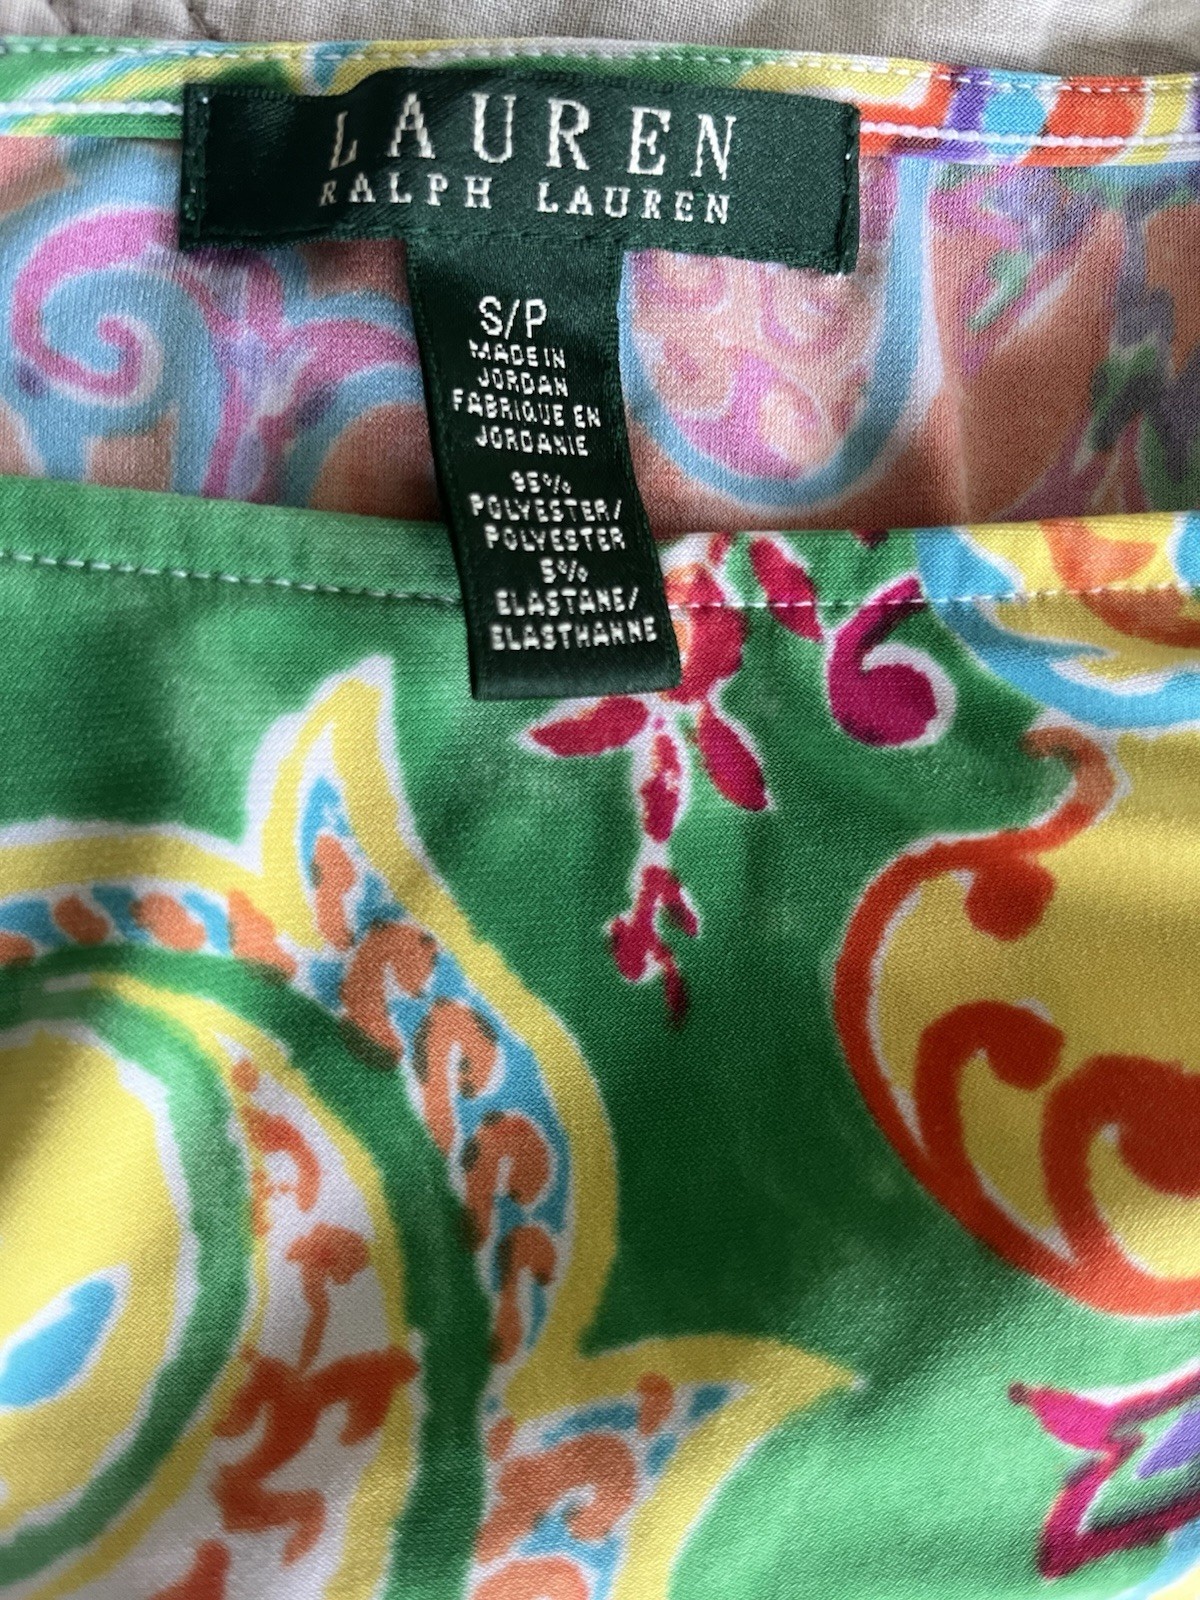 LAUREN
RALPH LAUREN
S/P
MADE IN
JORDAN
FABRIQUE EN
JORDANIE
95%
POLYESTER/
POLYESTER
5%
ELASTANE/
ELASTHANNE